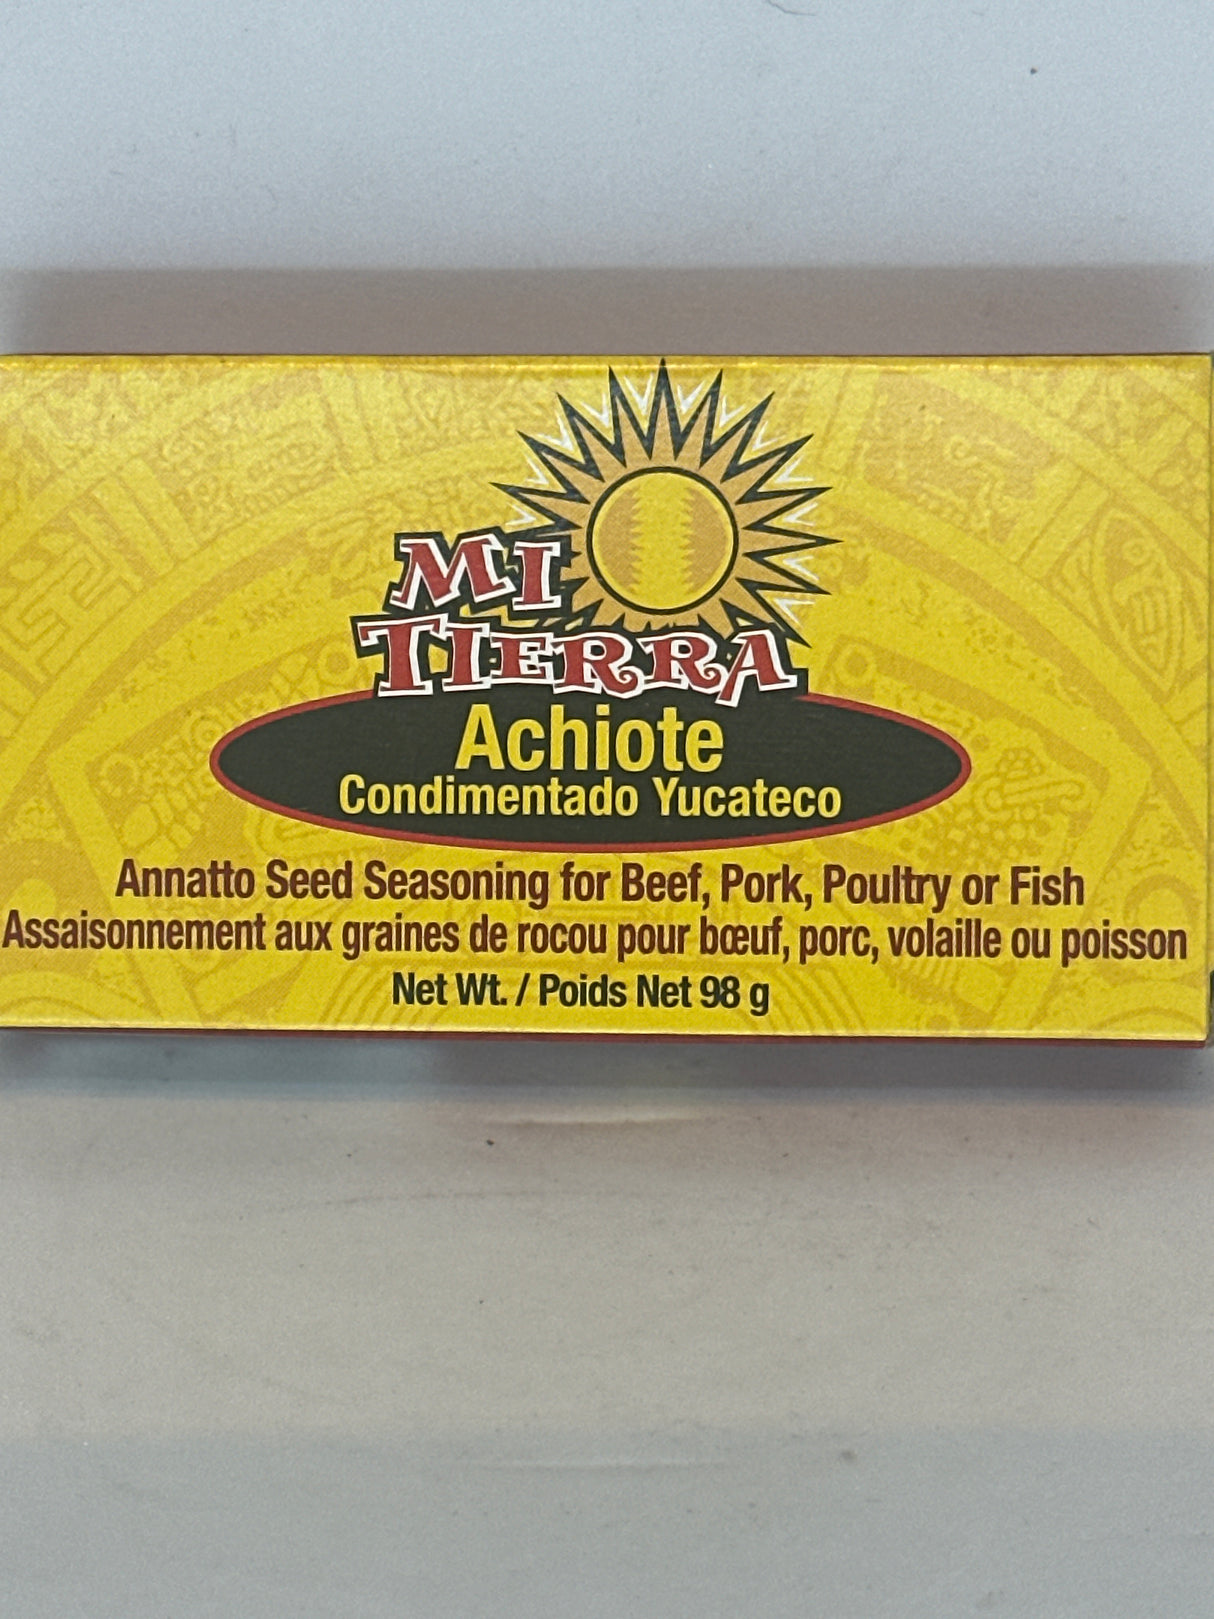 MI
TIERRA
Achiote
Condimentado Yucateco
Annatto Seed Seasoning for Beef, Pork, Poultry or Fish
Assaisonnement aux graines de rocou pour bœuf, porc, volaille ou poisson
Net Wt. / Poids Net 98 g